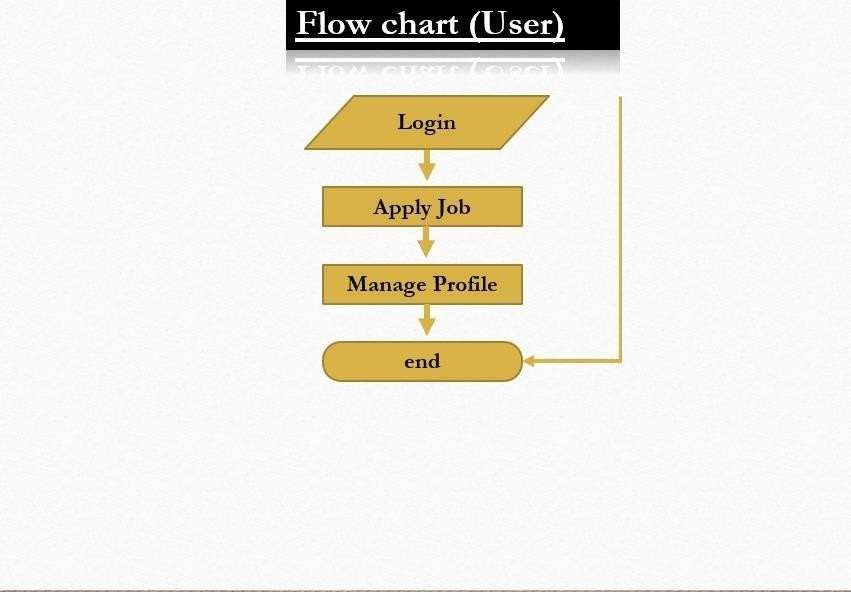 Flow chart (User)
Login
Apply Job
Manage Profile
end